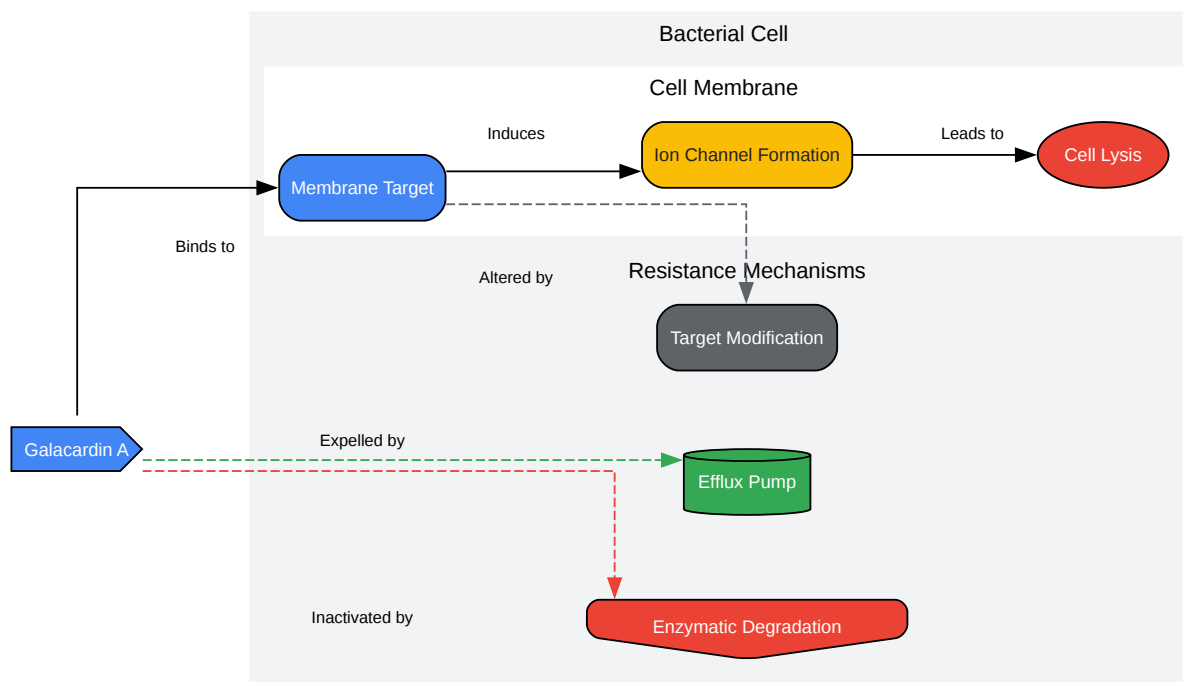 Bacterial Cell
Cell Membrane
Induces
Leads to
Ion Channel Formation
Cell Lysis
Membrane Target
Binds to
Resistance Mechanisms
Altered by
Target Modification
Expelled by
Galacardin A
Efflux Pump
Inactivated by
Enzymatic Degradation